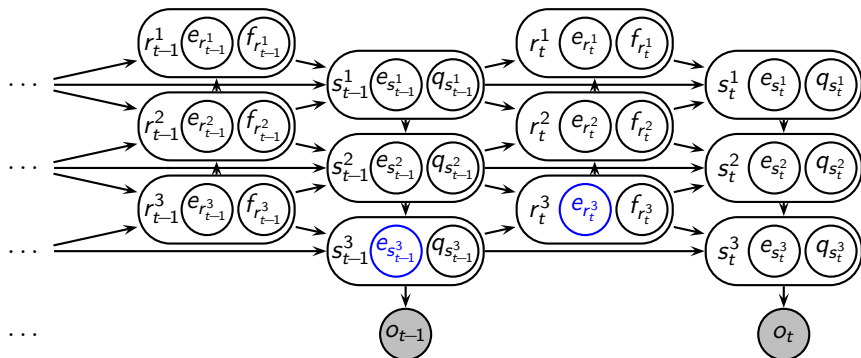 r^1_{t–1} e_{r^1_{t–1}} f_{r^1_{t–1}} r^1_t e_{r^1_t} f_{r^1_t}
... s^1_{t–1} e_{s^1_{t–1}} q_{s^1_{t–1}} s^1_t e_{s^1_t} q_{s^1_t}
r^2_{t–1} e_{r^2_{t–1}} f_{r^2_{t–1}} r^2_t e_{r^2_t} f_{r^2_t}
... s^2_{t–1} e_{s^2_{t–1}} q_{s^2_{t–1}} s^2_t e_{s^2_t} q_{s^2_t}
r^3_{t–1} e_{r^3_{t–1}} f_{r^3_{t–1}} r^3_t e_{r^3_t} f_{r^3_t}
... s^3_{t–1} e_{s^3_{t–1}} q_{s^3_{t–1}} s^3_t e_{s^3_t} q_{s^3_t}
... o_{t–1} o_t